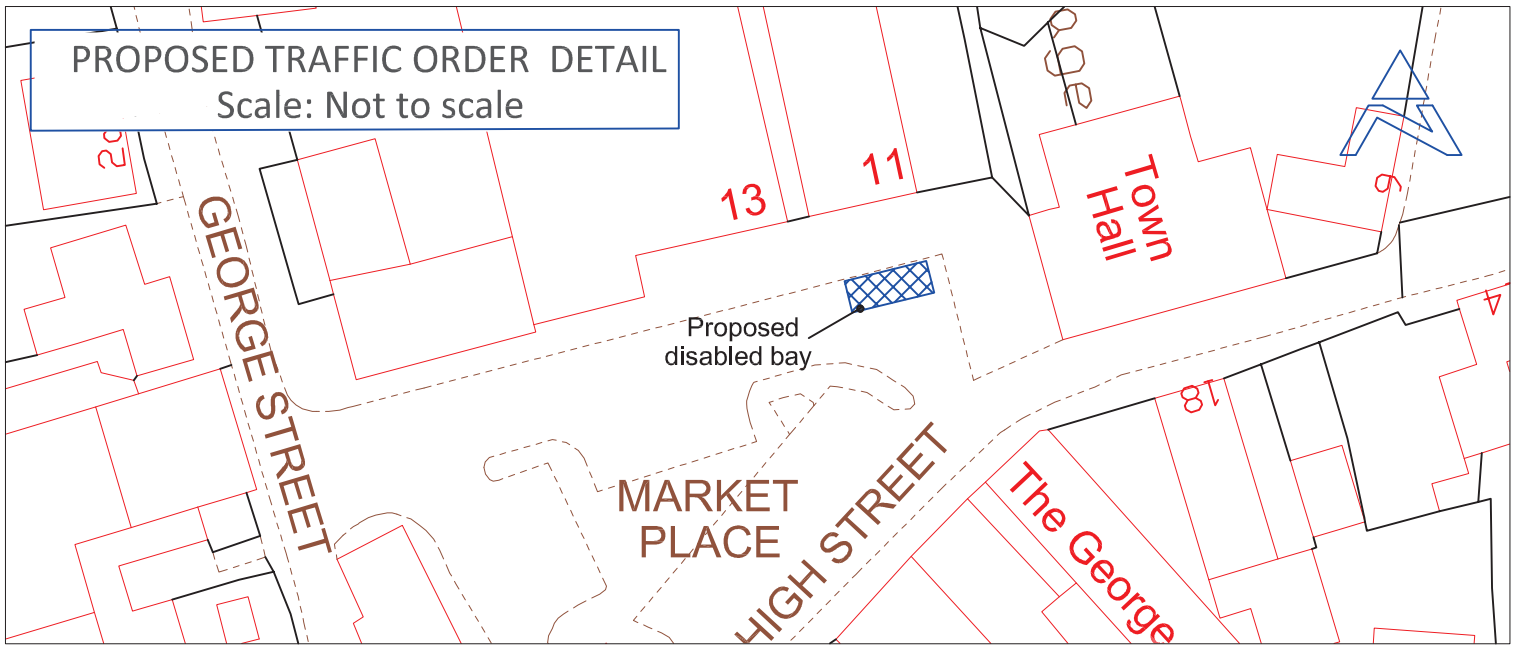 PROPOSED TRAFFIC ORDER DETAIL
Scale: Not to scale
GEORGE STREET
13
11
Town
Hall
6
Proposed
disabled bay
MARKET
PLACE
HIGH STREET
18
The George
4